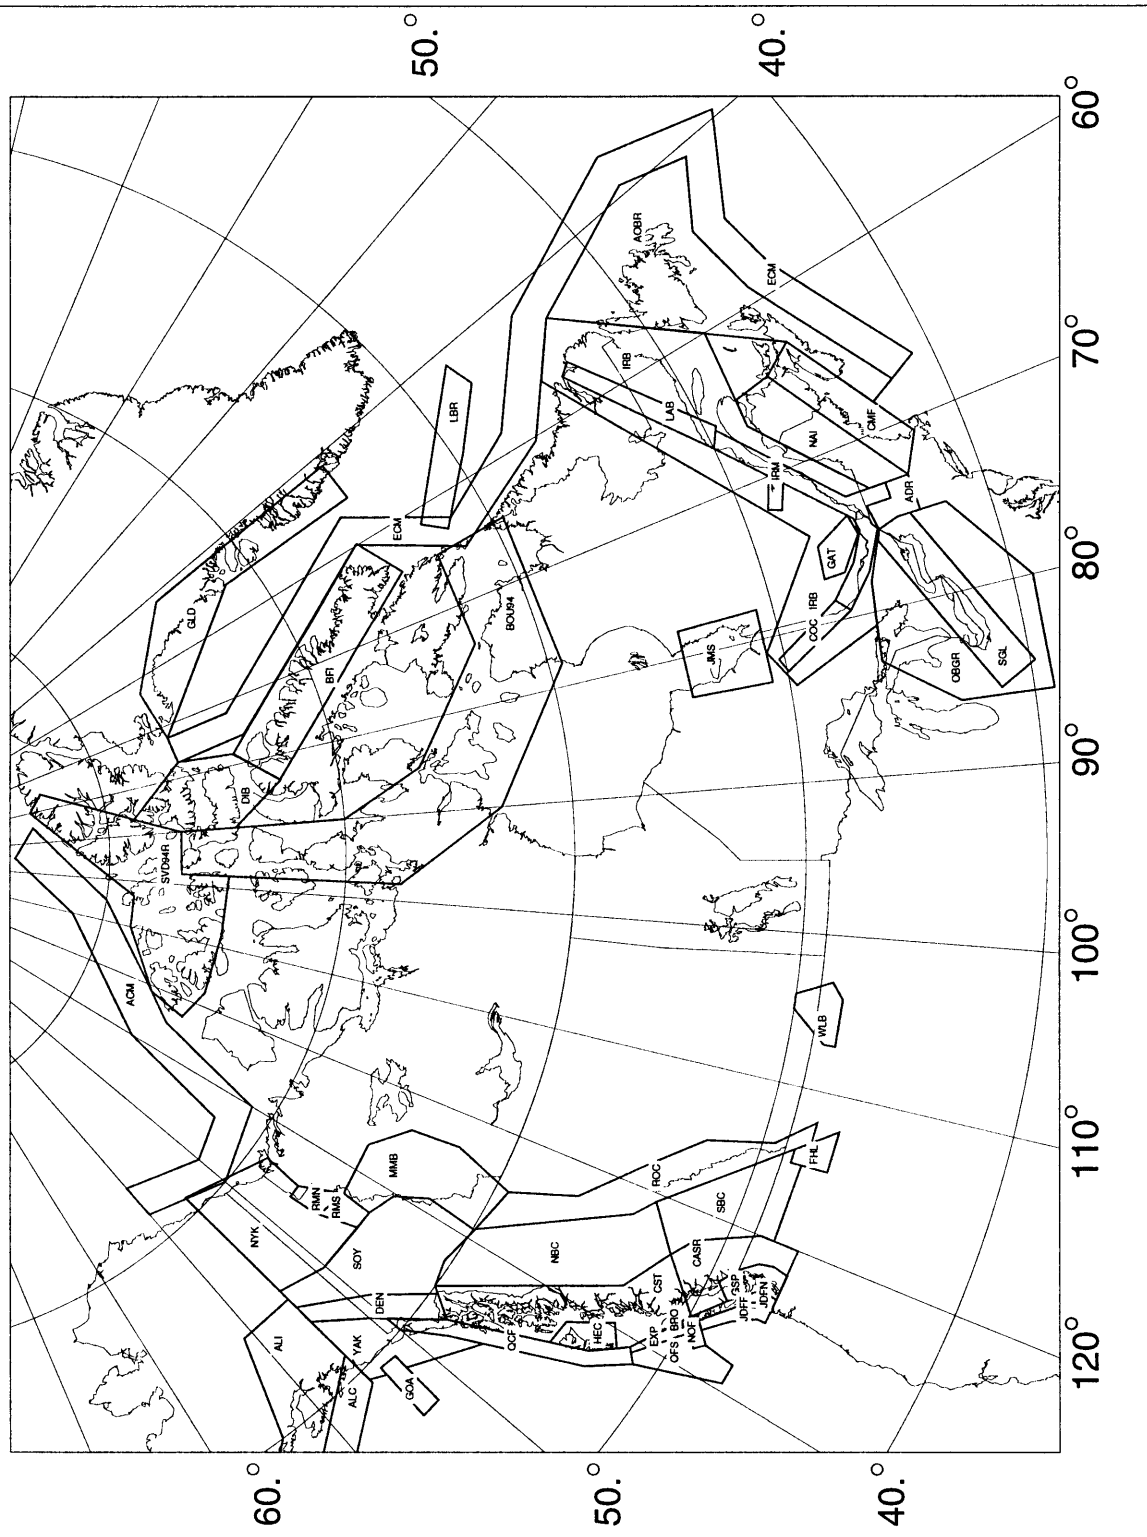 50.°
40.°
60°
70°
80°
90°
100°
110°
120°
60.°
50.°
40.°
AOBR
ECM
IRB
LAB
LBR
NAI
CMF
IRM
ADR
ECM
GAT
GLD
BFI
BOU94
IRB
COC
JMS
SGL
OBGR
DIB
SVD94R
ACM
WLB
MMB
RMN
RMS
NYK
SOY
ROC
FHL
SBC
NBC
CASR
CST
GSP
JDFF
JDFN
DEN
QCF
HEC
EXP
BRO
NOF
QFS
ALI
YAK
ALC
GOA